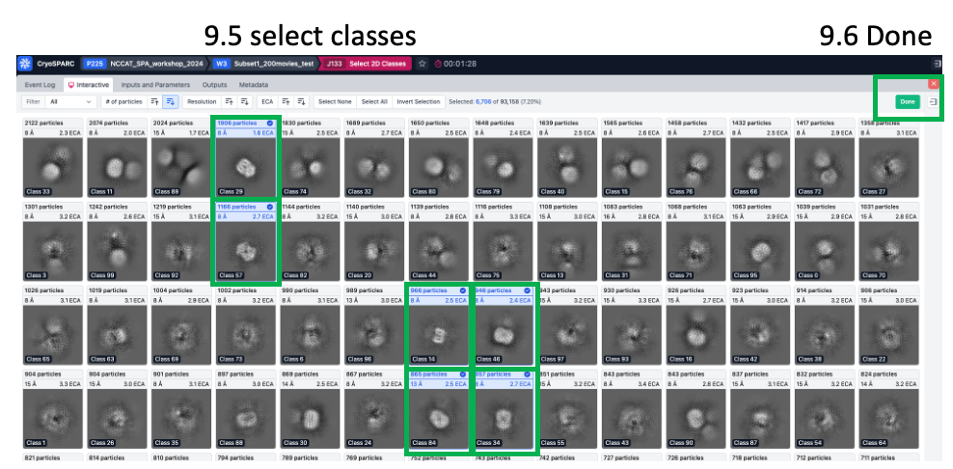 9.5 select classes
9.6 Done
CryoSPARC P225 NCCAT_SPA_workshop_2024 W3 Subset1_200movies_test J133 Select 2D Classes 00:01:28
Event Log Interactive Inputs and Parameters Outputs Metadata
Filter All # of particles Resolution ECA Select None Select All Invert Selection Selected: 6,706 of 93,158 (7.20%) Done
2122 particles 2074 particles 2024 particles 1906 particles 1830 particles 1689 particles 1650 particles 1648 particles 1639 particles 1565 particles 1458 particles 1432 particles 1417 particles 1358 particles
8 Å 2.3 ECA 8 Å 2.0 ECA 15 Å 1.7 ECA 8 Å 1.6 ECA 15 Å 2.5 ECA 8 Å 2.7 ECA 8 Å 2.5 ECA 8 Å 2.4 ECA 8 Å 2.5 ECA 8 Å 2.6 ECA 8 Å 2.7 ECA 8 Å 2.5 ECA 8 Å 2.9 ECA 8 Å 3.1 ECA
Class 33 Class 11 Class 89 Class 29 Class 74 Class 32 Class 80 Class 79 Class 40 Class 15 Class 76 Class 66 Class 72 Class 27
1301 particles 1242 particles 1219 particles 1166 particles 1144 particles 1140 particles 1139 particles 1116 particles 1108 particles 1083 particles 1068 particles 1063 particles 1039 particles 1031 particles
8 Å 3.2 ECA 8 Å 2.6 ECA 15 Å 3.1 ECA 8 Å 2.7 ECA 8 Å 3.2 ECA 15 Å 3.0 ECA 8 Å 2.8 ECA 8 Å 3.3 ECA 15 Å 3.0 ECA 16 Å 2.8 ECA 8 Å 3.1 ECA 15 Å 2.9 ECA 15 Å 2.9 ECA 15 Å 2.8 ECA
Class 3 Class 99 Class 92 Class 57 Class 82 Class 20 Class 44 Class 75 Class 13 Class 31 Class 71 Class 95 Class 0 Class 70
1026 particles 1019 particles 1004 particles 1002 particles 990 particles 989 particles 966 particles 946 particles 943 particles 930 particles 926 particles 923 particles 914 particles 906 particles
8 Å 3.1 ECA 8 Å 3.1 ECA 8 Å 2.9 ECA 8 Å 3.2 ECA 8 Å 3.1 ECA 13 Å 3.0 ECA 8 Å 2.5 ECA 8 Å 2.4 ECA 15 Å 3.2 ECA 15 Å 3.3 ECA 15 Å 2.7 ECA 15 Å 3.0 ECA 8 Å 3.2 ECA 15 Å 3.0 ECA
Class 65 Class 63 Class 69 Class 73 Class 6 Class 96 Class 14 Class 46 Class 97 Class 93 Class 16 Class 42 Class 38 Class 22
904 particles 904 particles 901 particles 897 particles 869 particles 867 particles 865 particles 857 particles 851 particles 843 particles 843 particles 837 particles 832 particles 824 particles
15 Å 3.3 ECA 15 Å 3.0 ECA 8 Å 3.1 ECA 8 Å 3.0 ECA 14 Å 2.5 ECA 8 Å 3.2 ECA 13 Å 2.5 ECA 8 Å 2.7 ECA 15 Å 3.2 ECA 8 Å 3.4 ECA 8 Å 2.8 ECA 15 Å 3.1 ECA 15 Å 3.2 ECA 14 Å 3.2 ECA
Class 1 Class 26 Class 35 Class 88 Class 30 Class 24 Class 84 Class 34 Class 55 Class 43 Class 90 Class 87 Class 54 Class 64
821 particles 814 particles 810 particles 794 particles 789 particles 769 particles 752 particles 743 particles 742 particles 727 particles 726 particles 718 particles 712 particles 711 particles